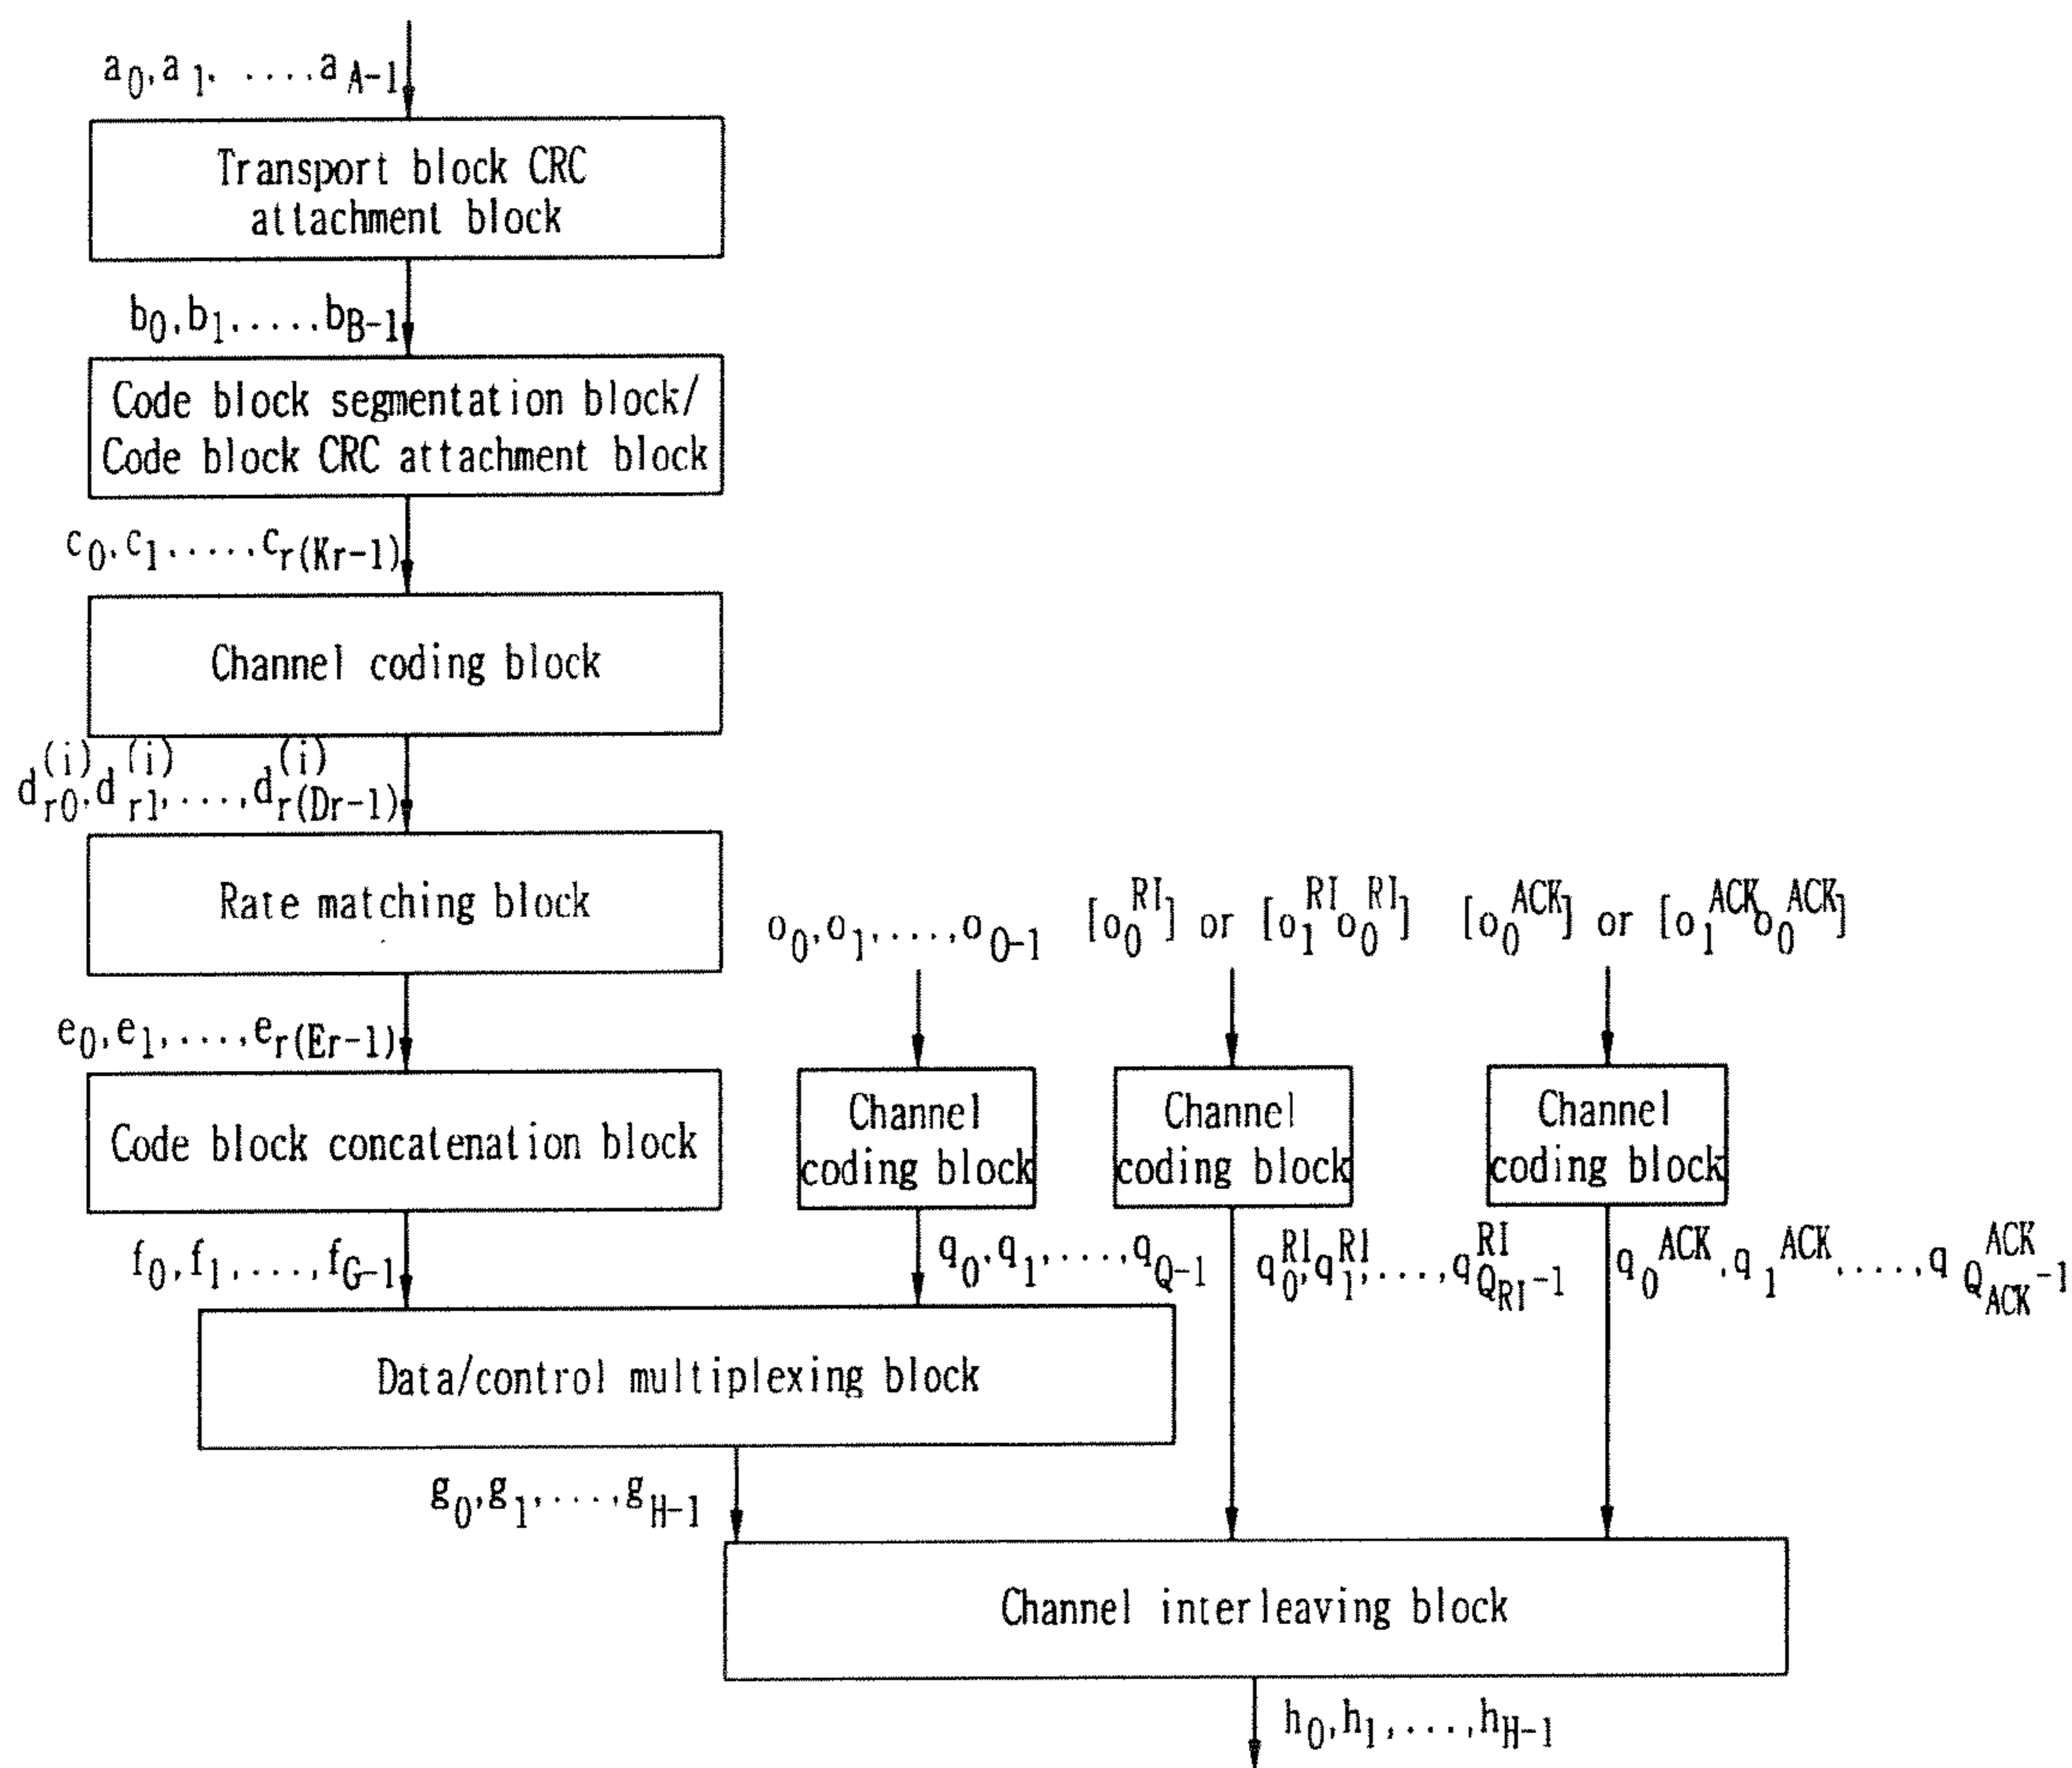 a0,a1,....,aA-1
Transport block CRC
attachment block
b0,b1,....,bB-1
Code block segmentation block/
Code block CRC attachment block
c0,c1,....,cr(Kr-1)
Channel coding block
d(i)r0,d(i)r1,...,d(i)r(Dr-1)
Rate matching block
o0,o1,....,oO-1
[o0RI] or [o1RIo0RI]
[o0ACK] or [o1ACKo0ACK]
e0,e1,...,er(Er-1)
Code block concatenation block
Channel
coding block
Channel
coding block
Channel
coding block
f0,f1,....,fG-1
q0,q1,....,qQ-1
q0RI,q1RI,...,qRIQRI-1
q0ACK,q1ACK,....,qACKQACK-1
Data/control multiplexing block
g0,g1,...,gH-1
Channel interleaving block
h0,h1,...,hH-1